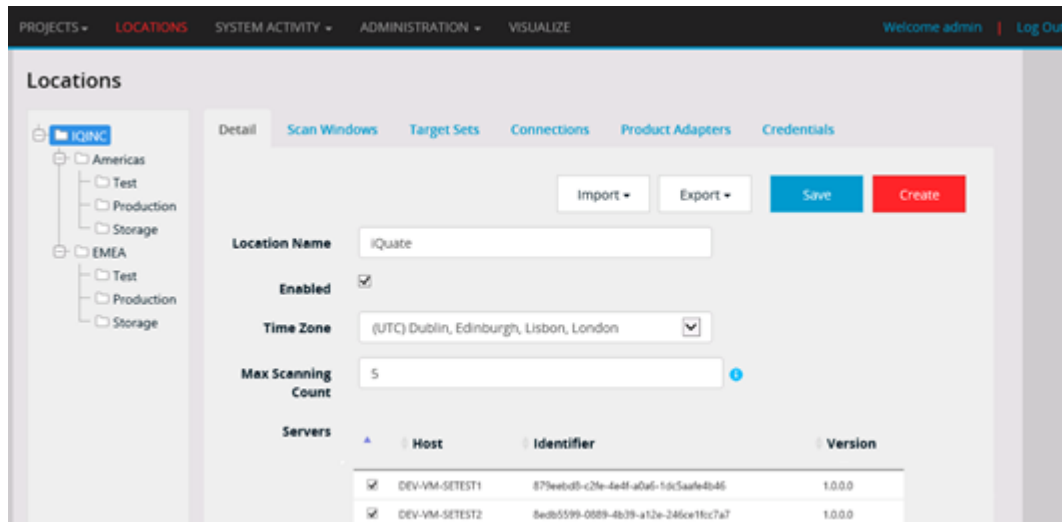 PROJECTS LOCATIONS SYSTEM ACTIVITY ADMINISTRATION VISUALIZE Welcome admin | Log Out
Locations
IQINC
Americas
Test
Production
Storage
EMEA
Test
Production
Storage
Detail Scan Windows Target Sets Connections Product Adapters Credentials
Import Export Save Create
Location Name iQuate
Enabled
Time Zone (UTC) Dublin, Edinburgh, Lisbon, London
Max Scanning Count 5
Servers Host Identifier Version
DEV-VM-SETEST1 879eebd8-c2fe-4e4f-a0a6-1dc5aafe4b46 1.0.0.0
DEV-VM-SETEST2 8edb5599-0889-4b39-a12e-246ce1fcc7a7 1.0.0.0